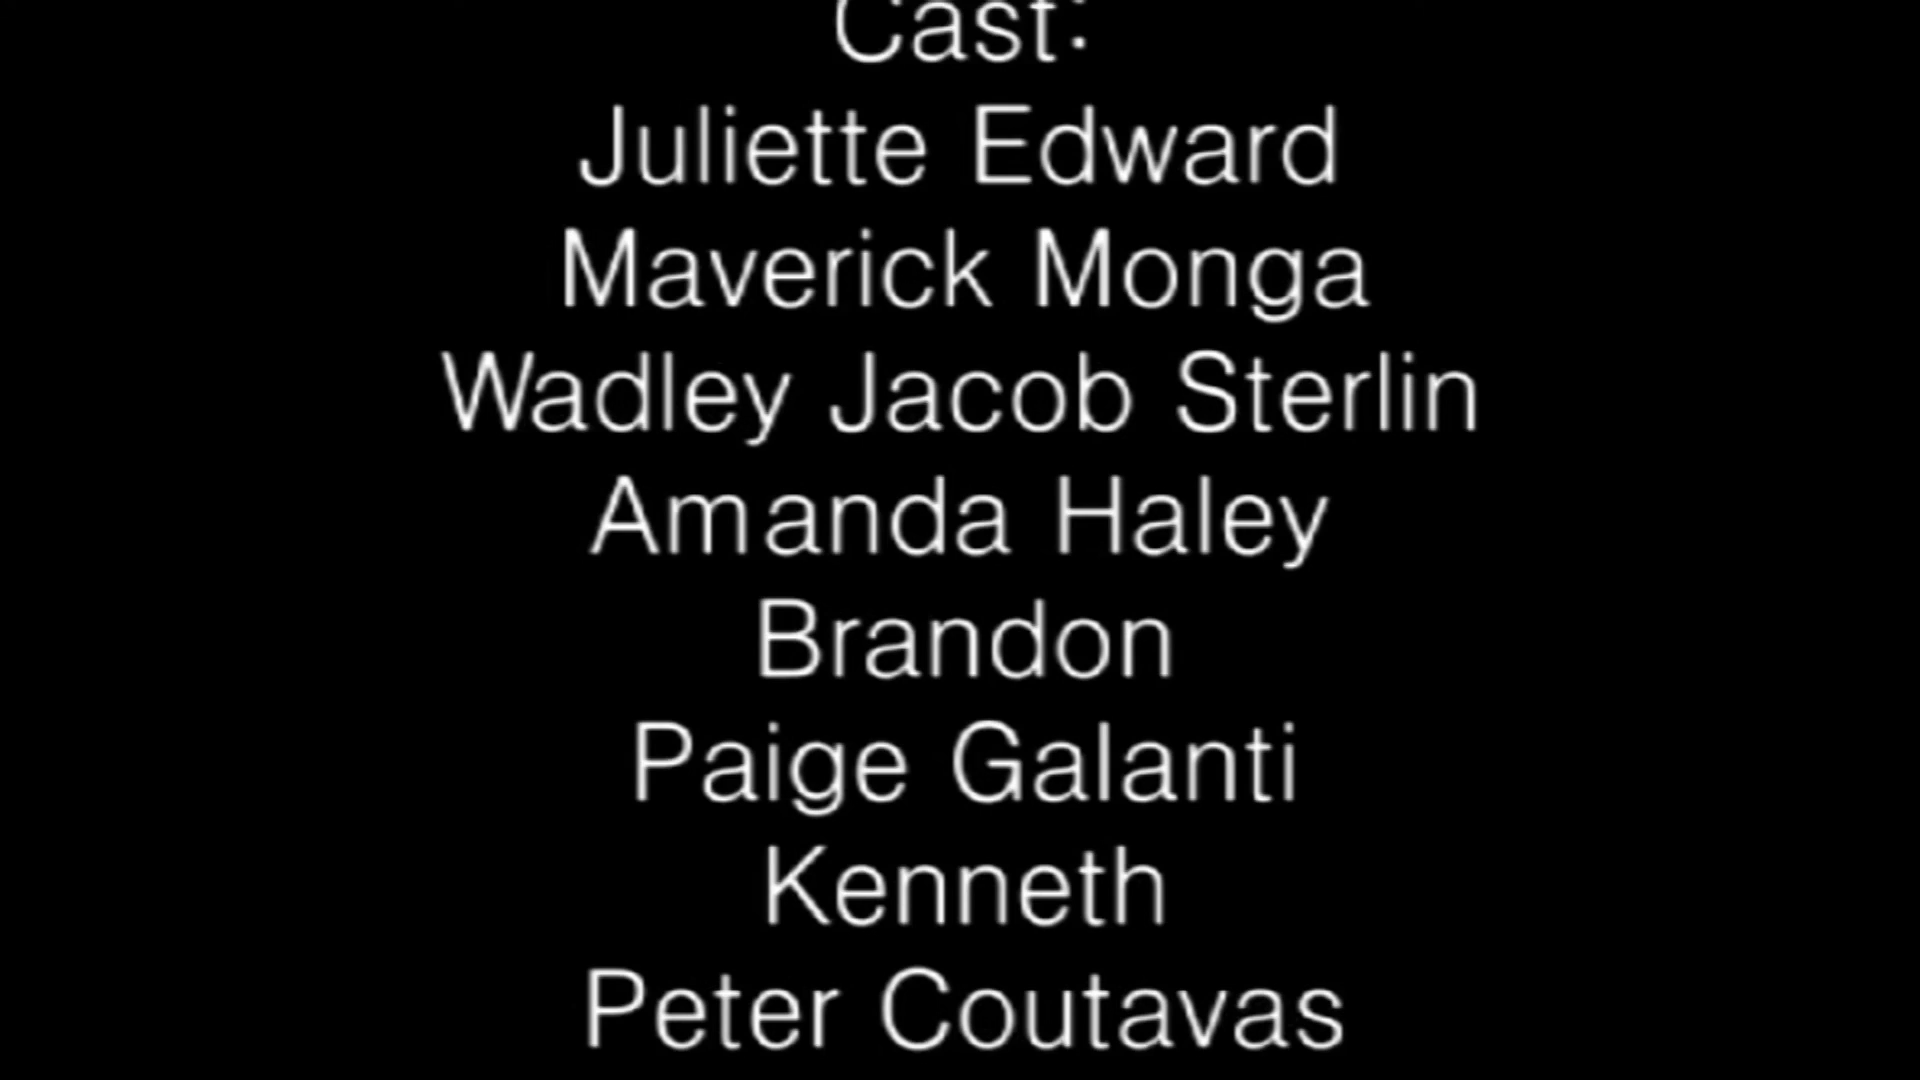 Cast:
Juliette Edward
Maverick Monga
Wadley Jacob Sterlin
Amanda Haley
Brandon
Paige Galanti
Kenneth
Peter Coutavas